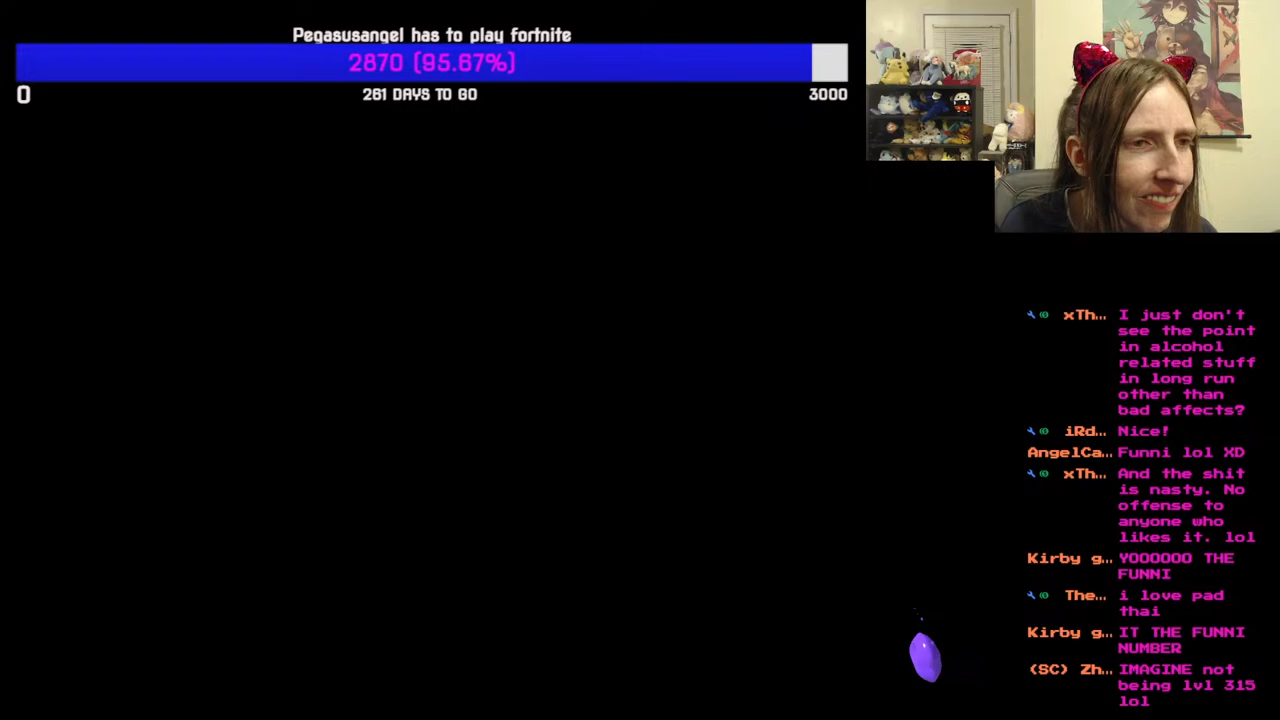 Pegasusangel has to play fortnite
2870 (95.67%)
0
261 DAYS TO GO
3000
xTh... I just don't
see the point
in alcohol
related stuff
in long run
other than
bad affects?
iRd... Nice!
AngelCa... Funni lol XD
xTh... And the shit
is nasty. No
offense to
anyone who
likes it. lol
Kirby g... YOOOOOO THE
FUNNI
The... i love pad
thai
Kirby g... IT THE FUNNI
NUMBER
(SC) Zh... IMAGINE not
being lvl 315
lol